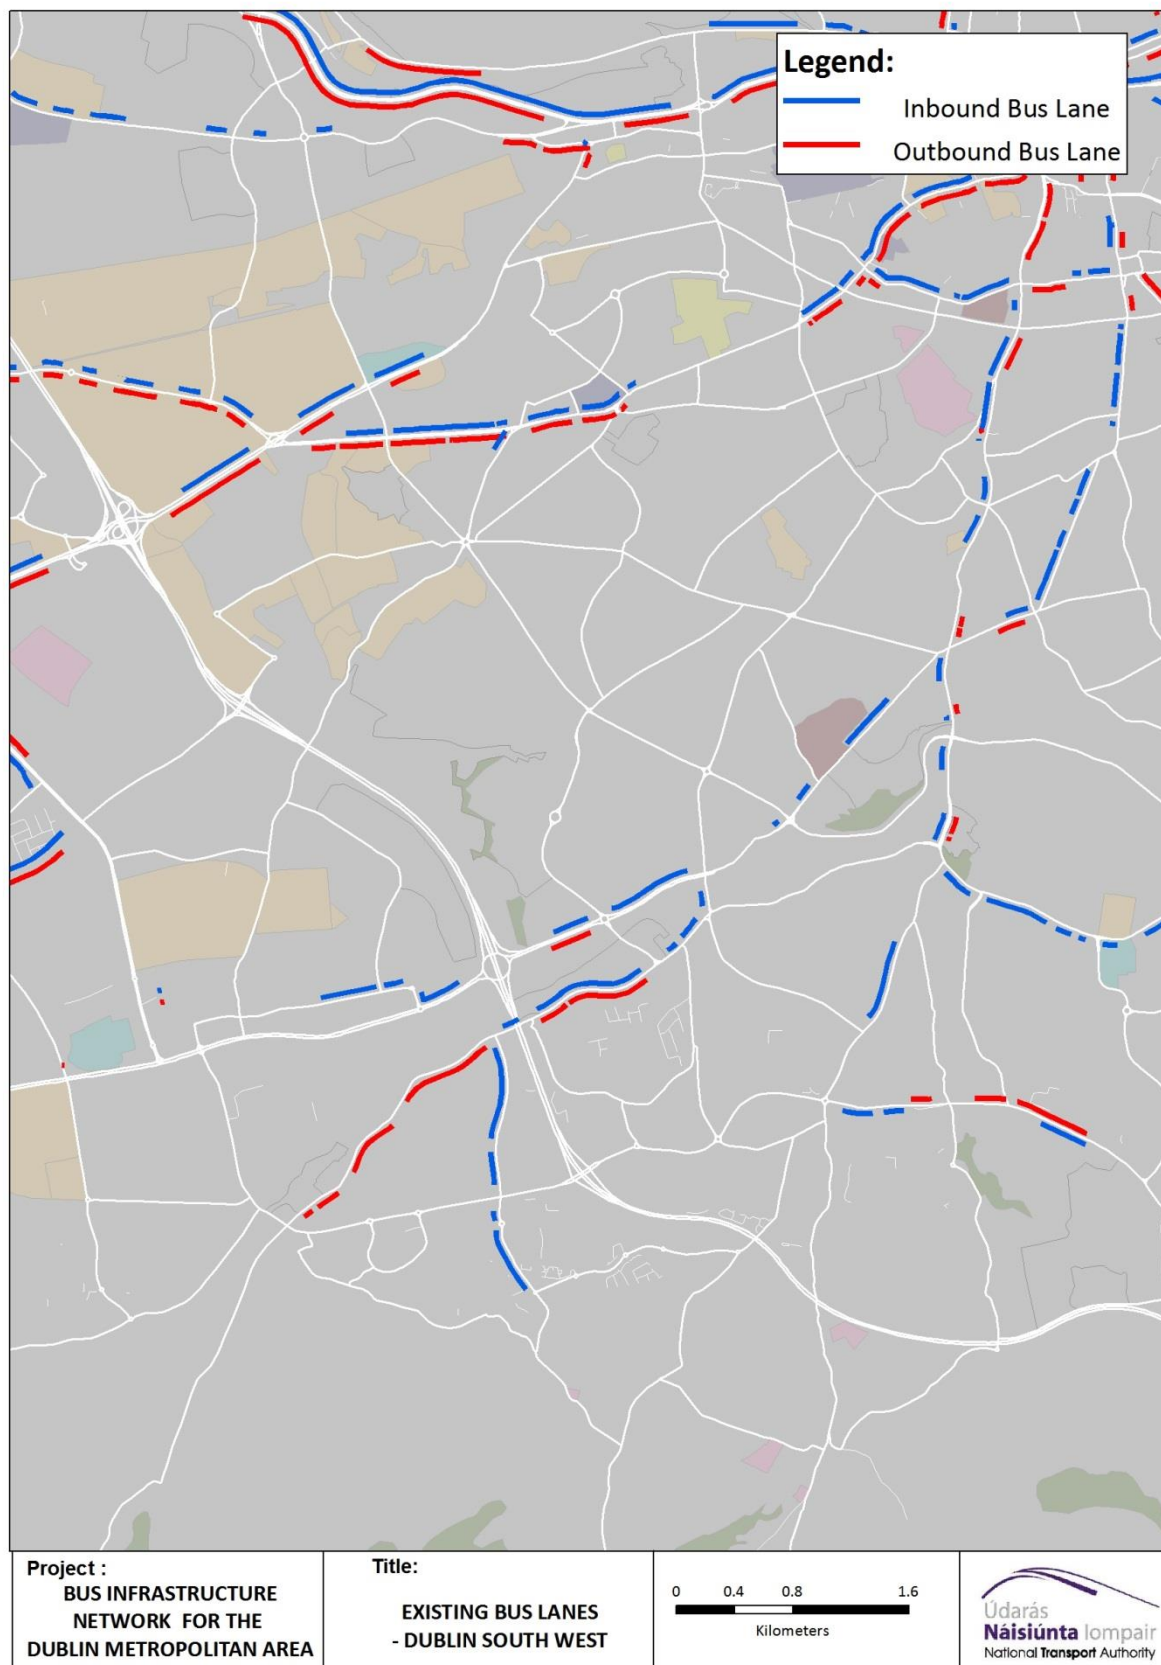 Legend:
Inbound Bus Lane
Outbound Bus Lane
Project :
BUS INFRASTRUCTURE
NETWORK FOR THE
DUBLIN METROPOLITAN AREA
Title:
EXISTING BUS LANES
- DUBLIN SOUTH WEST
0 0.4 0.8 1.6
Kilometers
Údarás
Náisiúnta Iompair
National Transport Authority